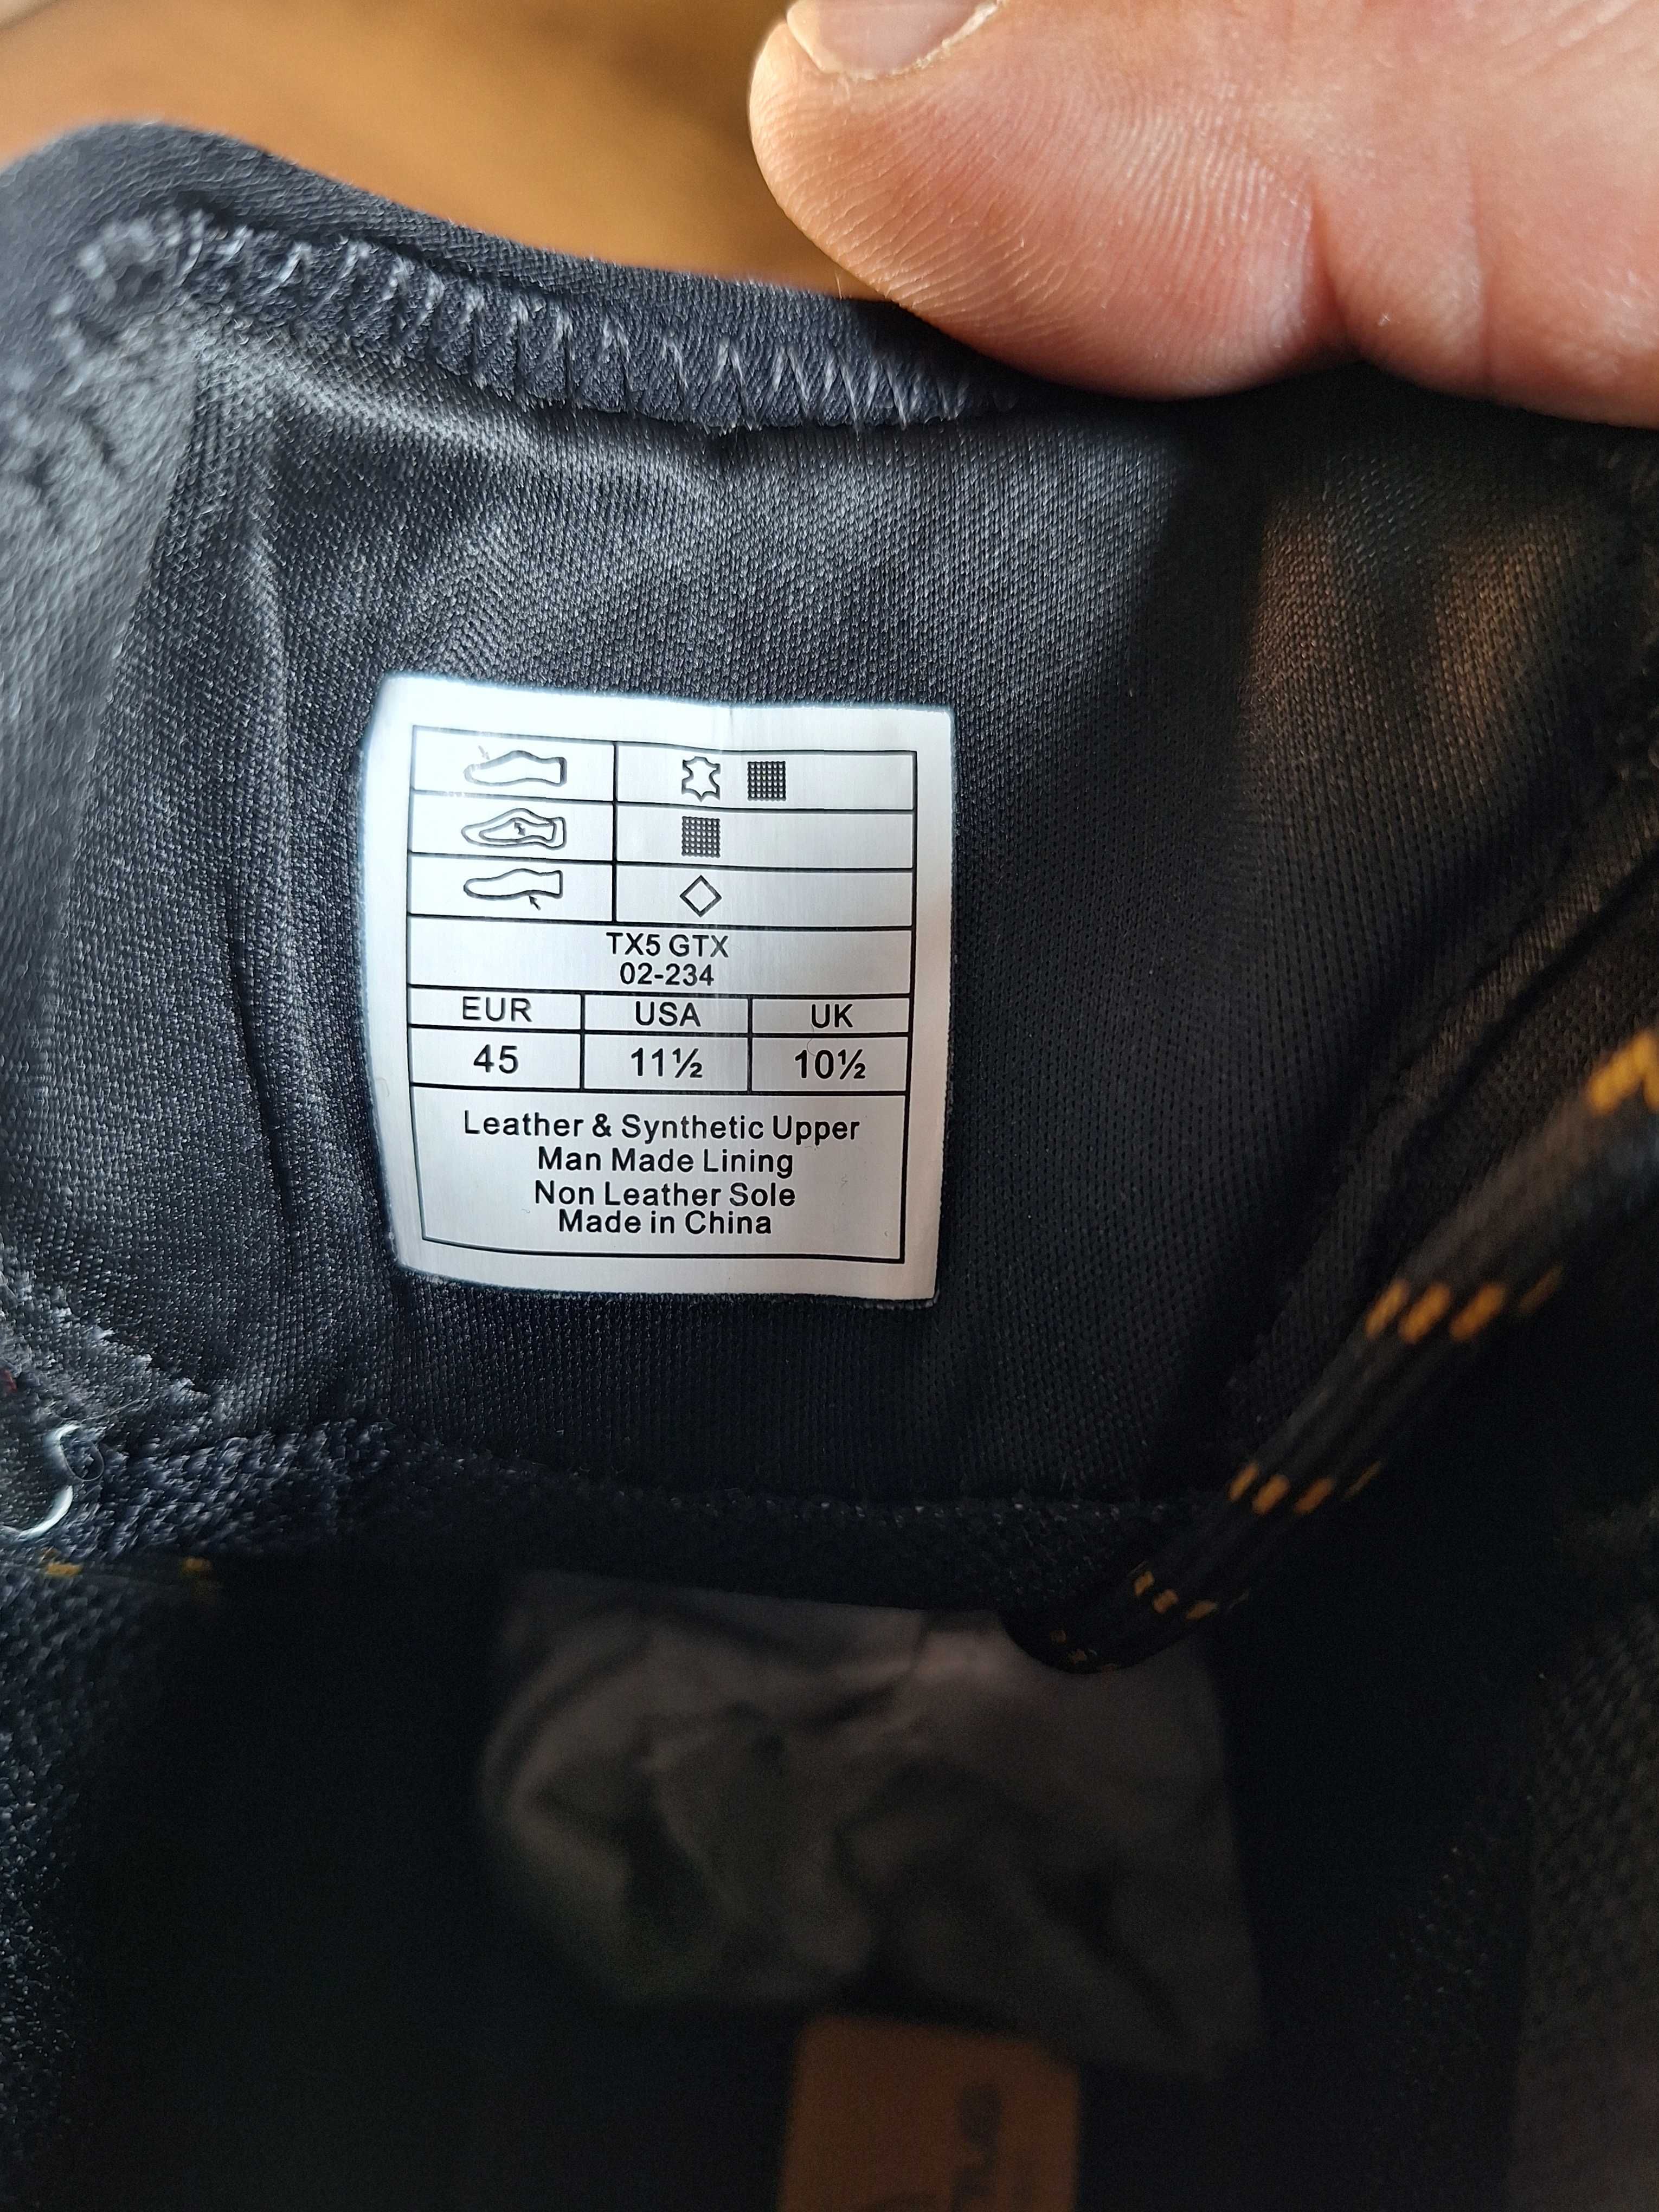 TX5 GTX
02-234
EUR USA UK
45 11½ 10½
Leather & Synthetic Upper
Man Made Lining
Non Leather Sole
Made in China